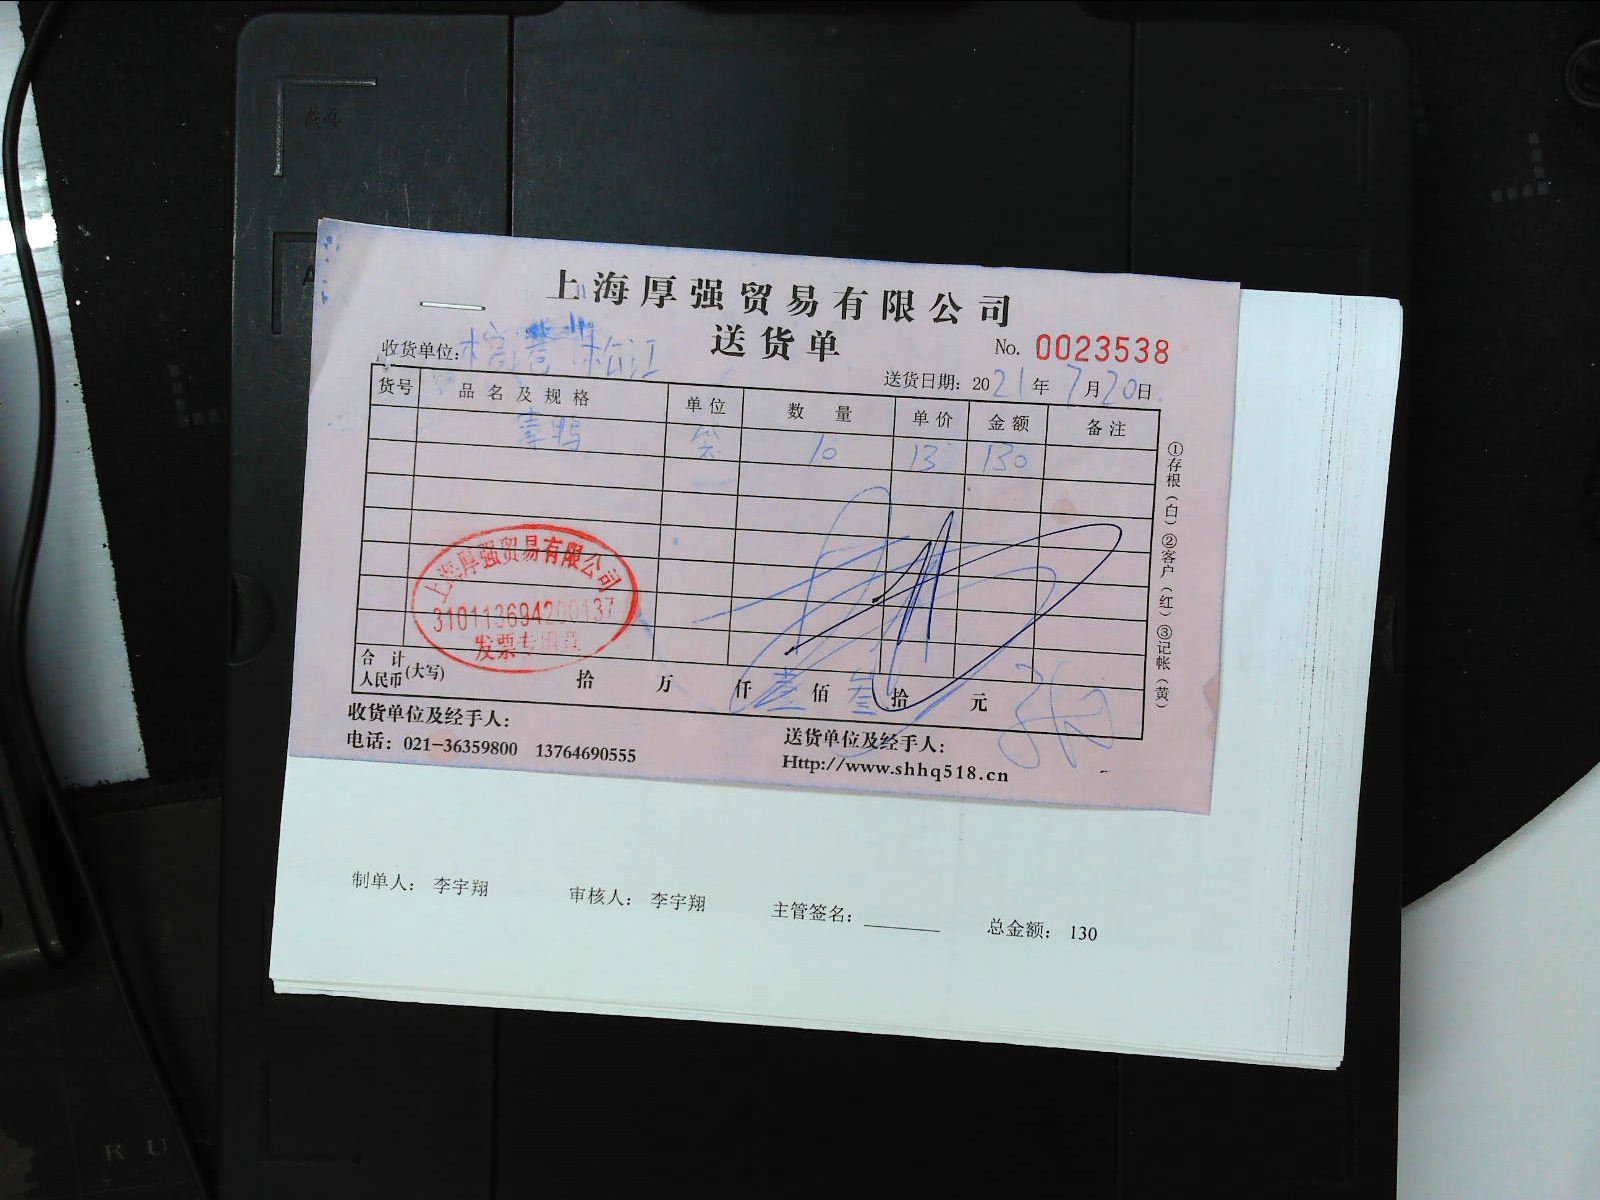 上海厚强贸易有限公司
送货单
No. 0023538
收货单位: 松江
送货日期: 2021年7月20日
货号 品名及规格 单位 数量 单价 金额 备注
鸭 10 13 130
①存根（白）②客户（红）③记帐（黄）
上海厚强贸易有限公司
310113694200137
发票专用章
合计人民币(大写) 拾 万 仟 壹佰 叁拾 元
收货单位及经手人:
送货单位及经手人:
电话: 021-36359800 13764690555
Http://www.shhq518.cn
制单人: 李宇翔 审核人: 李宇翔 主管签名: 总金额: 130
A4
R U